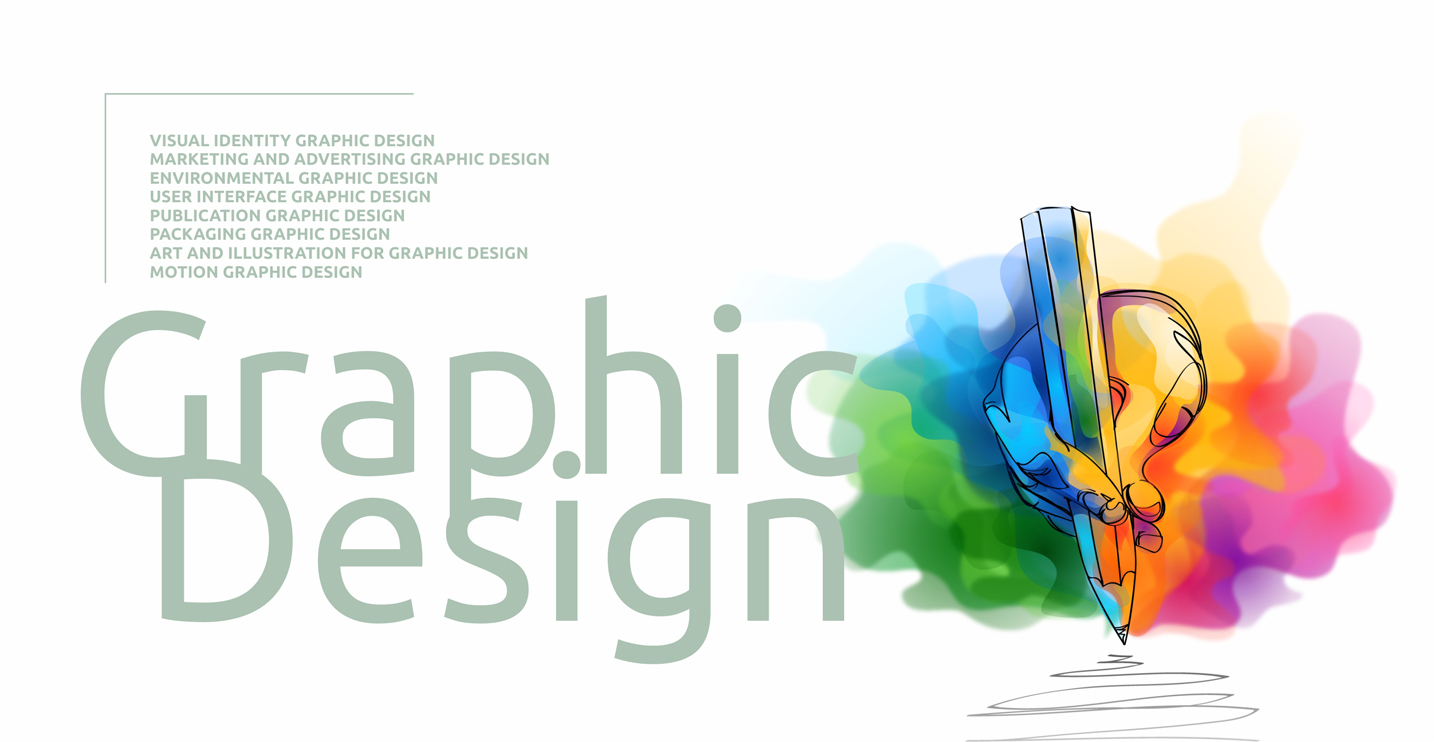 VISUAL IDENTITY GRAPHIC DESIGN
MARKETING AND ADVERTISING GRAPHIC DESIGN
ENVIRONMENTAL GRAPHIC DESIGN
USER INTERFACE GRAPHIC DESIGN
PUBLICATION GRAPHIC DESIGN
PACKAGING GRAPHIC DESIGN
ART AND ILLUSTRATION FOR GRAPHIC DESIGN
MOTION GRAPHIC DESIGN
Graphic
Design